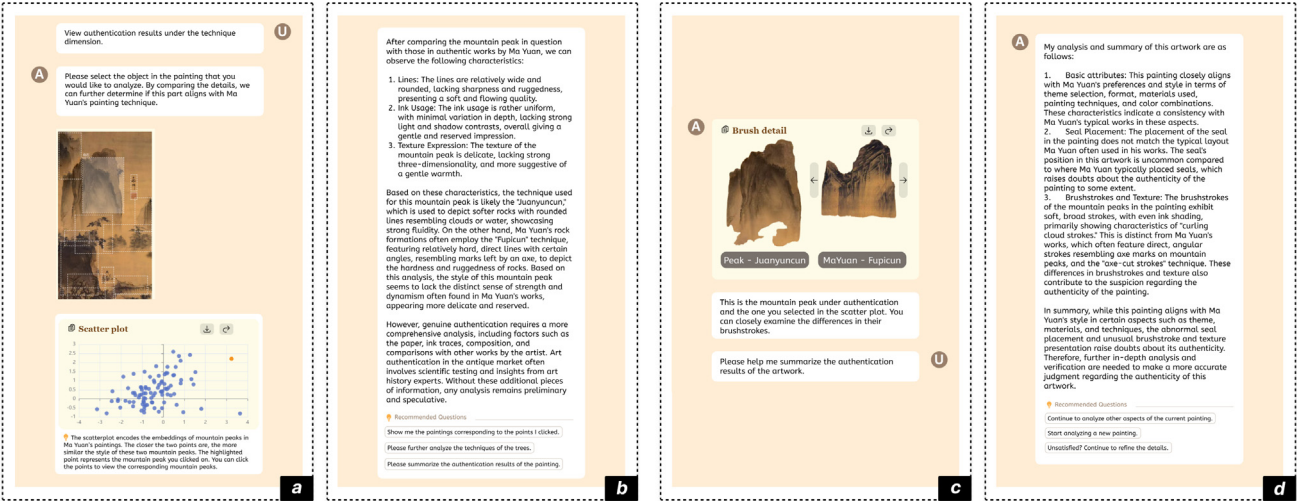 View authentication results under the technique
dimension.
U
A
Please select the object in the painting that you
would like to analyze. By comparing the details, we
can further determine if this part aligns with Ma
Yuan's painting technique.
Scatter plot
3
2.5
2
1.5
1
0.5
0
-0.5
-1
-4
-3
-2
-1
0
1
2
3
4
The scatterplot encodes the embeddings of mountain peaks in
Ma Yuan's paintings. The closer the two points are, the more
similar the style of these two mountain peaks. The highlighted
point represents the mountain peak you clicked on. You can click
the points to view the corresponding mountain peaks.
a
After comparing the mountain peak in question
with those in authentic works by Ma Yuan, we can
observe the following characteristics:
1. Lines: The lines are relatively wide and
rounded, lacking sharpness and ruggedness,
presenting a soft and flowing quality.
2. Ink Usage: The ink usage is rather uniform,
with minimal variation in depth, lacking strong
light and shadow contrasts, overall giving a
gentle and reserved impression.
3. Texture Expression: The texture of the
mountain peak is delicate, lacking strong
three-dimensionality, and more suggestive of
a gentle warmth.
Based on these characteristics, the technique used
for this mountain peak is likely the "Juanyuncun,"
which is used to depict softer rocks with rounded
lines resembling clouds or water, showcasing
strong fluidity. On the other hand, Ma Yuan's rock
formations often employ the "Fupicun" technique,
featuring relatively hard, direct lines with certain
angles, resembling marks left by an axe, to depict
the hardness and ruggedness of rocks. Based on
this analysis, the style of this mountain peak
seems to lack the distinct sense of strength and
dynamism often found in Ma Yuan's works,
appearing more delicate and reserved.
However, genuine authentication requires a more
comprehensive analysis, including factors such as
the paper, ink traces, composition, and
comparisons with other works by the artist. Art
authentication in the antique market often
involves scientific testing and insights from art
history experts. Without these additional pieces
of information, any analysis remains preliminary
and speculative.
Recommended Questions
Show me the paintings corresponding to the points I clicked.
Please further analyze the techniques of the trees.
Please summarize the authentication results of the painting.
b
A
Brush detail
Peak - Juanyuncun
MaYuan - Fupicun
This is the mountain peak under authentication
and the one you selected in the scatter plot. You
can closely examine the differences in their
brushstrokes.
Please help me summarize the authentication
results of the artwork.
U
c
A
My analysis and summary of this artwork are as
follows:
1. Basic attributes: This painting closely aligns
with Ma Yuan's preferences and style in terms of
theme selection, format, materials used,
painting techniques, and color combinations.
These characteristics indicate a consistency with
Ma Yuan's typical works in these aspects.
2. Seal Placement: The placement of the seal
in the painting does not match the typical layout
Ma Yuan often used in his works. The seal's
position in this artwork is uncommon compared
to where Ma Yuan typically placed seals, which
raises doubts about the authenticity of the
painting to some extent.
3. Brushstrokes and Texture: The brushstrokes
of the mountain peaks in the painting exhibit
soft, broad strokes, with even ink shading,
primarily showing characteristics of "curling
cloud strokes." This is distinct from Ma Yuan's
works, which often feature direct, angular
strokes resembling axe marks on mountain
peaks, and the "axe-cut strokes" technique. These
differences in brushstrokes and texture also
contribute to the suspicion regarding the
authenticity of the painting.
In summary, while this painting aligns with Ma
Yuan's style in certain aspects such as theme,
materials, and techniques, the abnormal seal
placement and unusual brushstroke and texture
presentation raise doubts about its authenticity.
Therefore, further in-depth analysis and
verification are needed to make a more accurate
judgment regarding the authenticity of this
artwork.
Recommended Questions
Continue to analyze other aspects of the current painting.
Start analyzing a new painting.
Unsatisfied? Continue to refine the details.
d